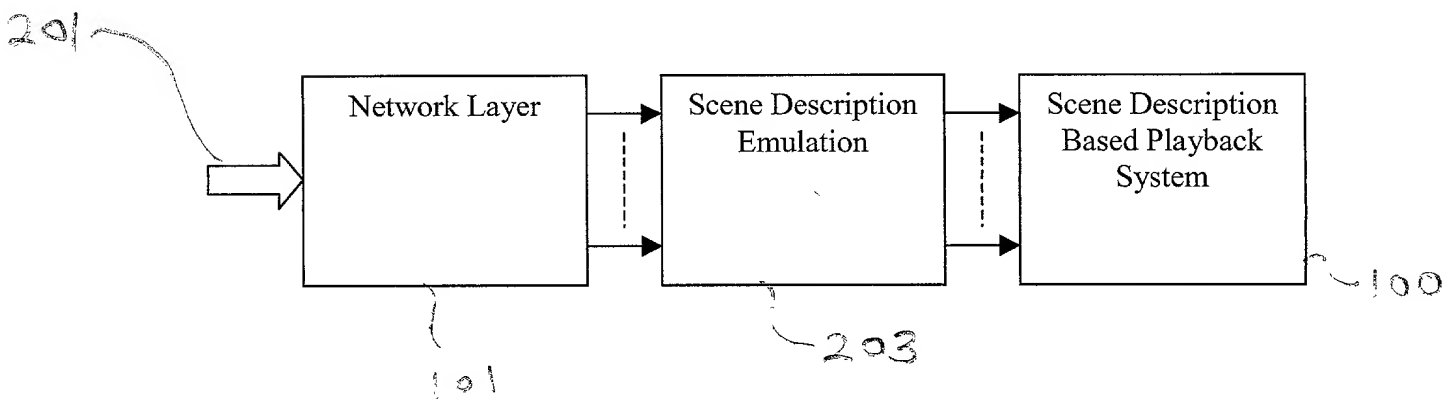 201
Network Layer
Scene Description
Emulation
Scene Description
Based Playback
System
100
203
101